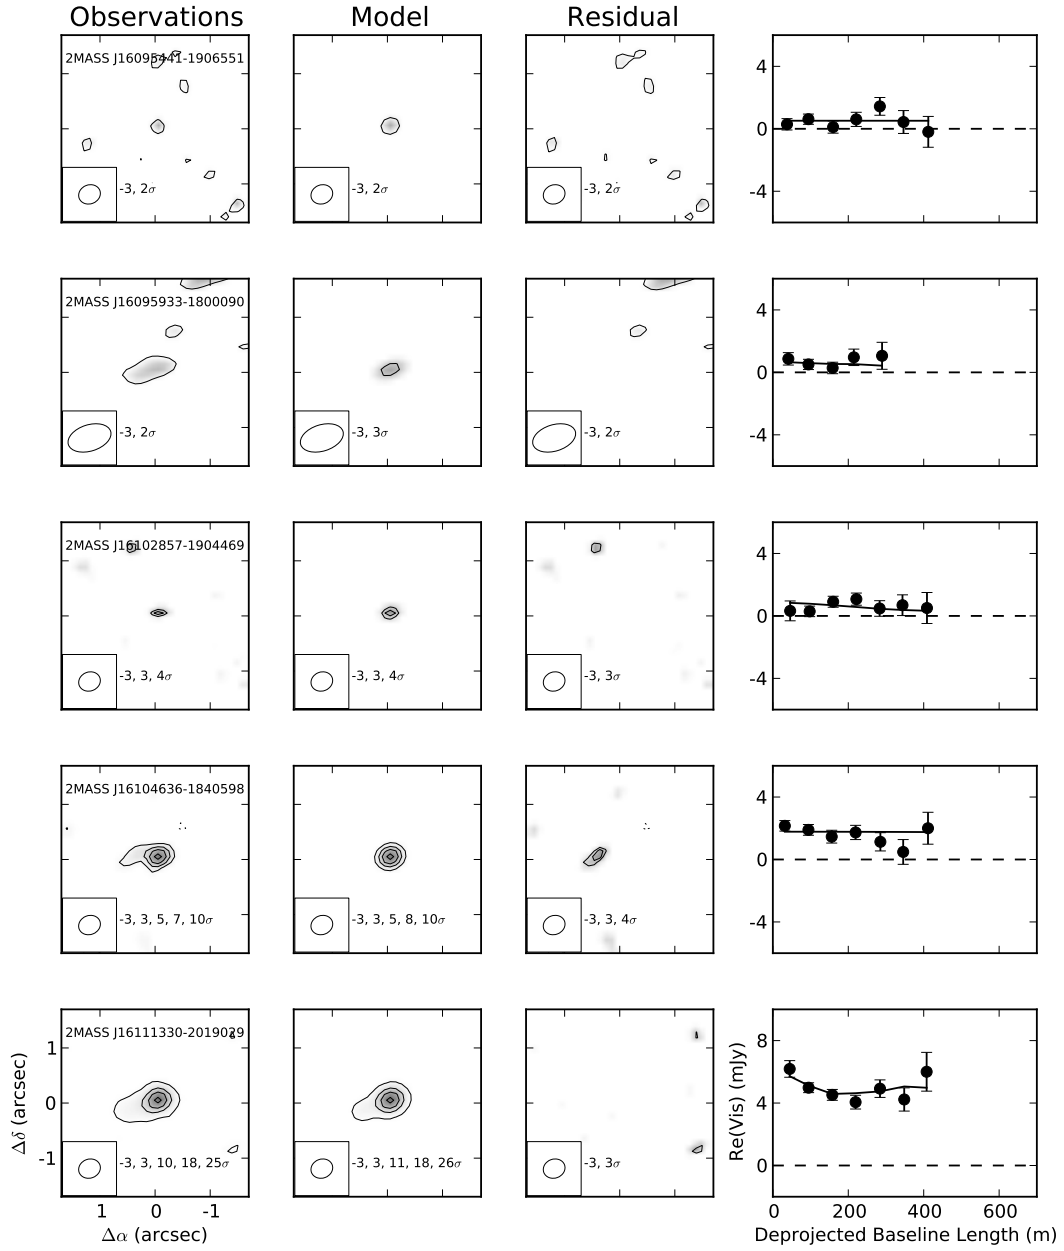 Observations Model Residual
2MASS J16095441-1906551
-3, 2σ -3, 2σ -3, 2σ
4
0
-4
2MASS J16095933-1800090
-3, 2σ -3, 3σ -3, 2σ
4
0
-4
2MASS J16102857-1904469
-3, 3, 4σ -3, 3, 4σ -3, 3σ
4
0
-4
2MASS J16104636-1840598
-3, 3, 5, 7, 10σ -3, 3, 5, 8, 10σ -3, 3, 4σ
4
0
-4
2MASS J16111330-2019029
-3, 3, 10, 18, 25σ -3, 3, 11, 18, 26σ -3, 3σ
1
0
-1
Δδ (arcsec)
1 0 -1
Δα (arcsec)
8
4
0
Re(Vis) (mJy)
0 200 400 600
Deprojected Baseline Length (m)